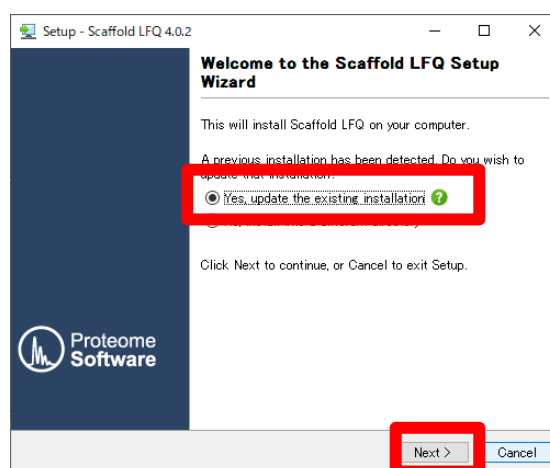 Setup - Scaffold LFQ 4.0.2
Welcome to the Scaffold LFQ Setup
Wizard
This will install Scaffold LFQ on your computer.
A previous installation has been detected. Do you wish to
update that installation?
Yes, update the existing installation
Click Next to continue, or Cancel to exit Setup.
Proteome
Software
Next >
Cancel